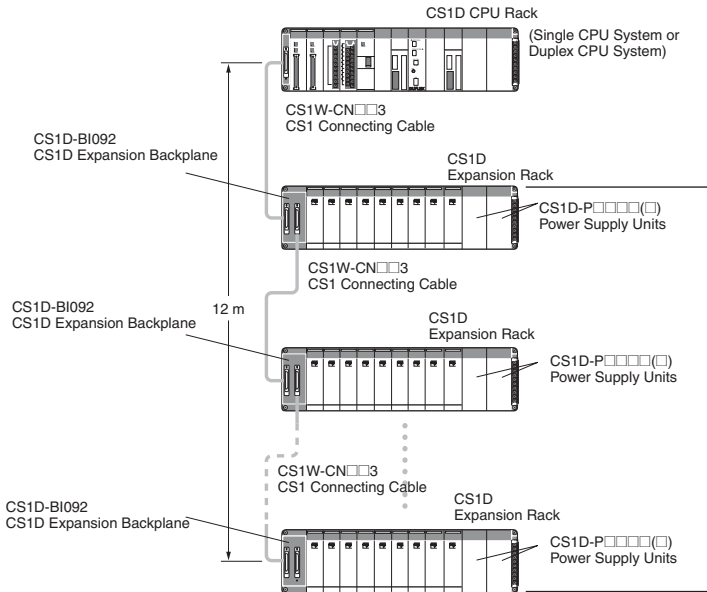 CS1D CPU Rack
(Single CPU System or
Duplex CPU System)
CS1W-CN□□3
CS1 Connecting Cable
CS1D-BI092
CS1D Expansion Backplane
CS1D
Expansion Rack
CS1D-P□□□□(□)
Power Supply Units
CS1W-CN□□3
CS1 Connecting Cable
CS1D-BI092
CS1D Expansion Backplane
12 m
CS1D
Expansion Rack
CS1D-P□□□□(□)
Power Supply Units
CS1W-CN□□3
CS1 Connecting Cable
CS1D-BI092
CS1D Expansion Backplane
CS1D
Expansion Rack
CS1D-P□□□□(□)
Power Supply Units